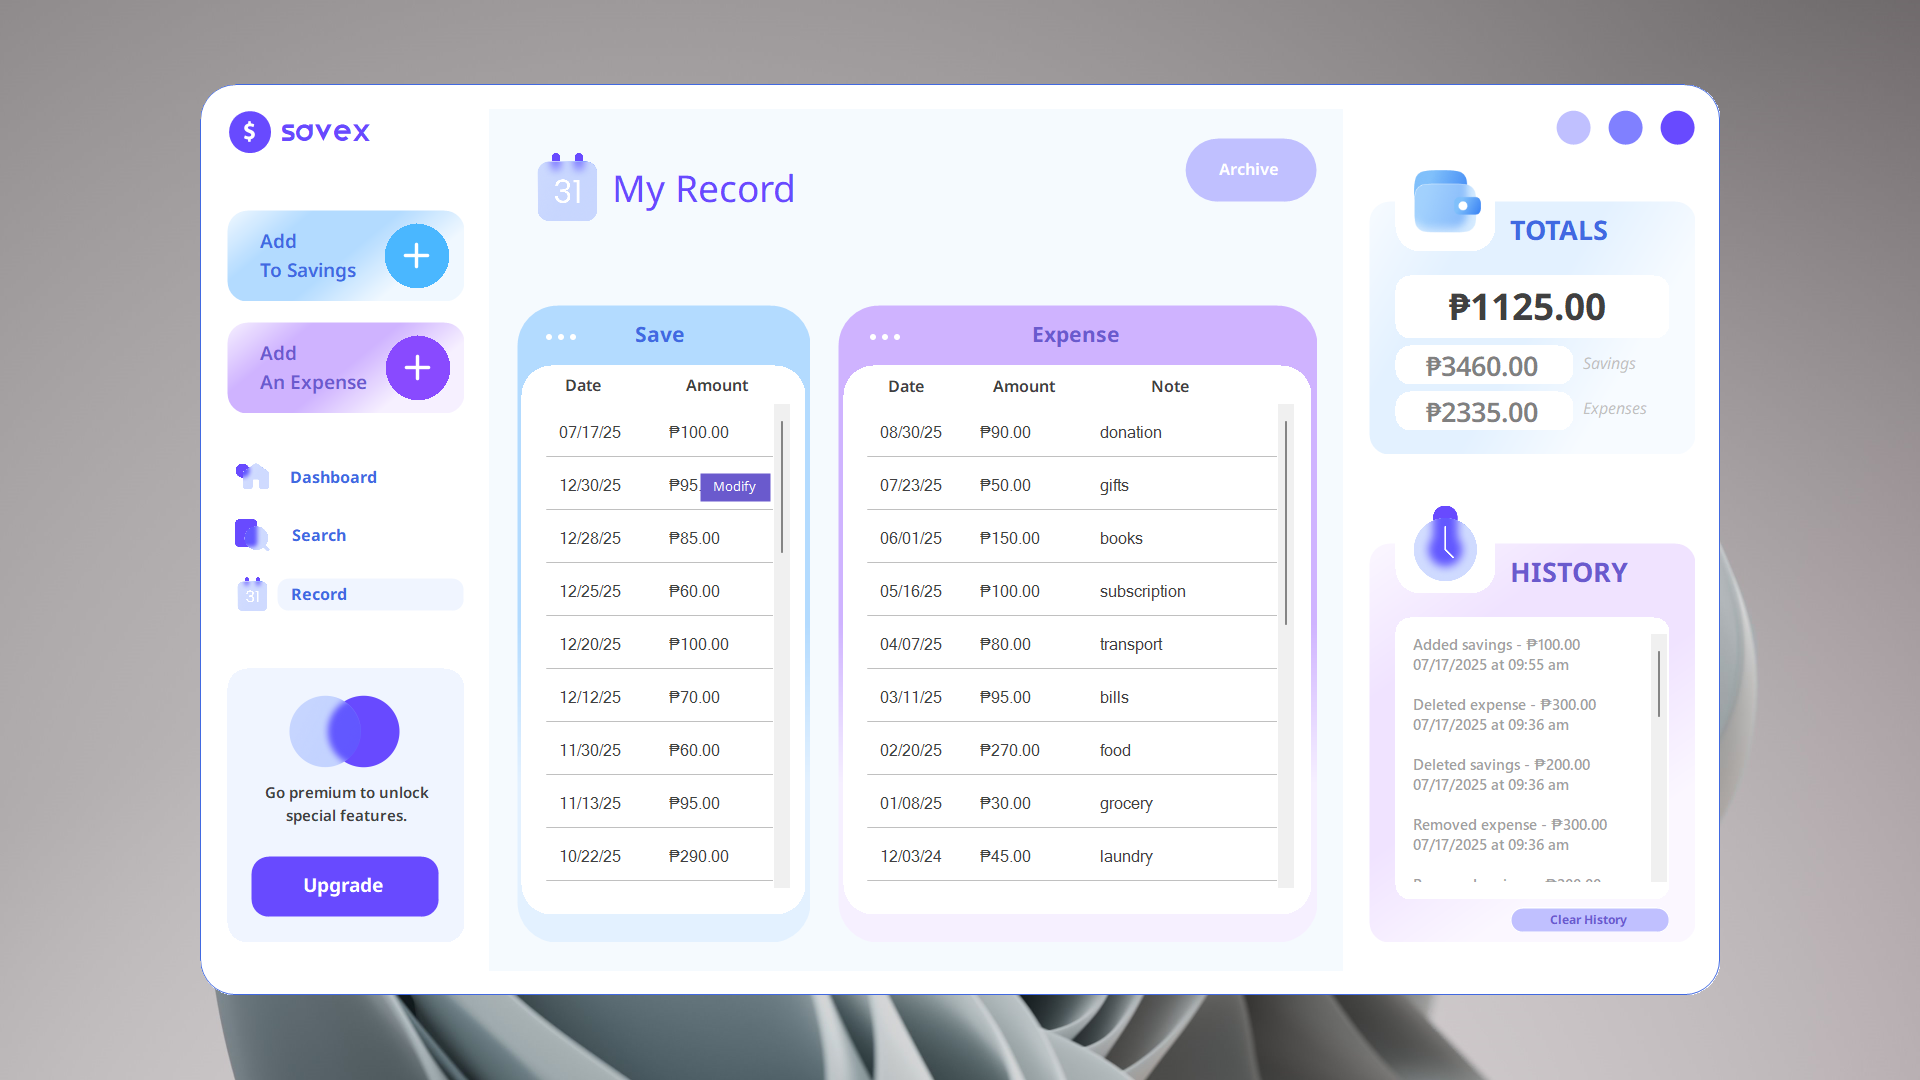 $ savex
Add
To Savings
Add
An Expense
Dashboard
Search
31 Record
Go premium to unlock
special features.
Upgrade
31 My Record
Archive
Save
Date Amount
07/17/25 ₱100.00
12/30/25 ₱95. Modify
12/28/25 ₱85.00
12/25/25 ₱60.00
12/20/25 ₱100.00
12/12/25 ₱70.00
11/30/25 ₱60.00
11/13/25 ₱95.00
10/22/25 ₱290.00
Expense
Date Amount Note
08/30/25 ₱90.00 donation
07/23/25 ₱50.00 gifts
06/01/25 ₱150.00 books
05/16/25 ₱100.00 subscription
04/07/25 ₱80.00 transport
03/11/25 ₱95.00 bills
02/20/25 ₱270.00 food
01/08/25 ₱30.00 grocery
12/03/24 ₱45.00 laundry
TOTALS
₱1125.00
₱3460.00 Savings
₱2335.00 Expenses
HISTORY
Added savings - ₱100.00
07/17/2025 at 09:55 am
Deleted expense - ₱300.00
07/17/2025 at 09:36 am
Deleted savings - ₱200.00
07/17/2025 at 09:36 am
Removed expense - ₱300.00
07/17/2025 at 09:36 am
Clear History